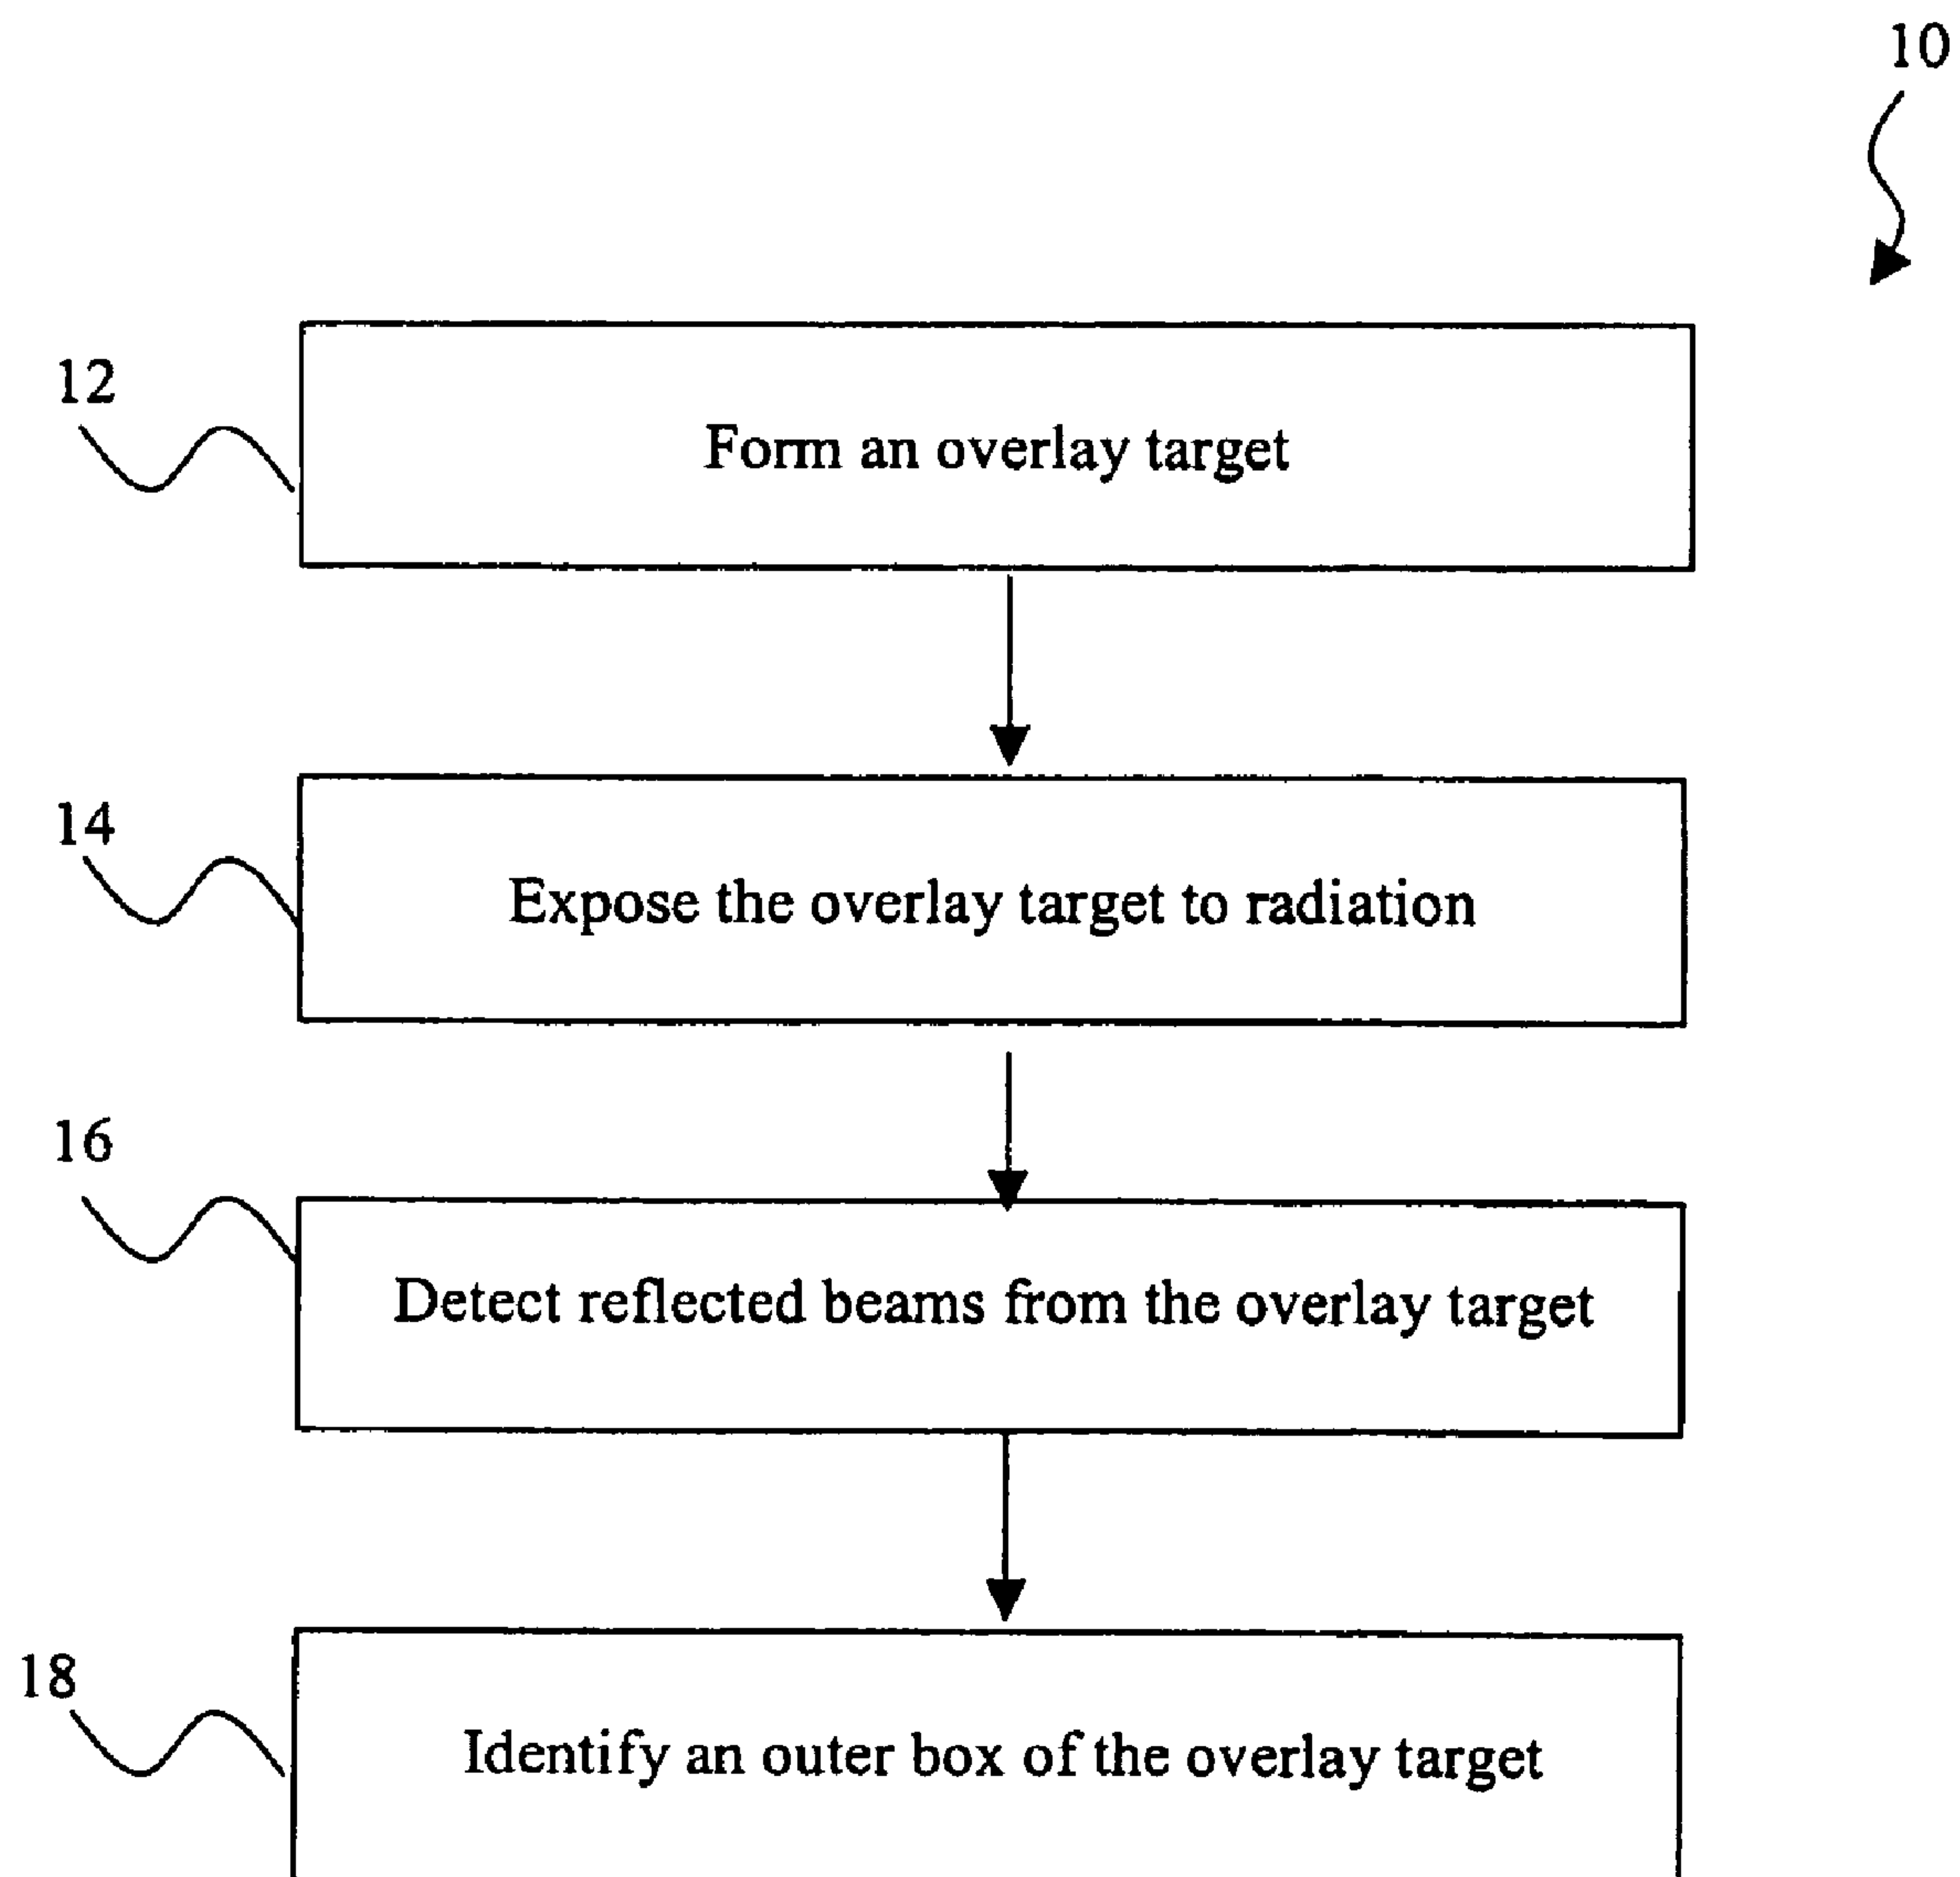 10
12
Form an overlay target
14
Expose the overlay target to radiation
16
Detect reflected beams from the overlay target
18
Identify an outer box of the overlay target